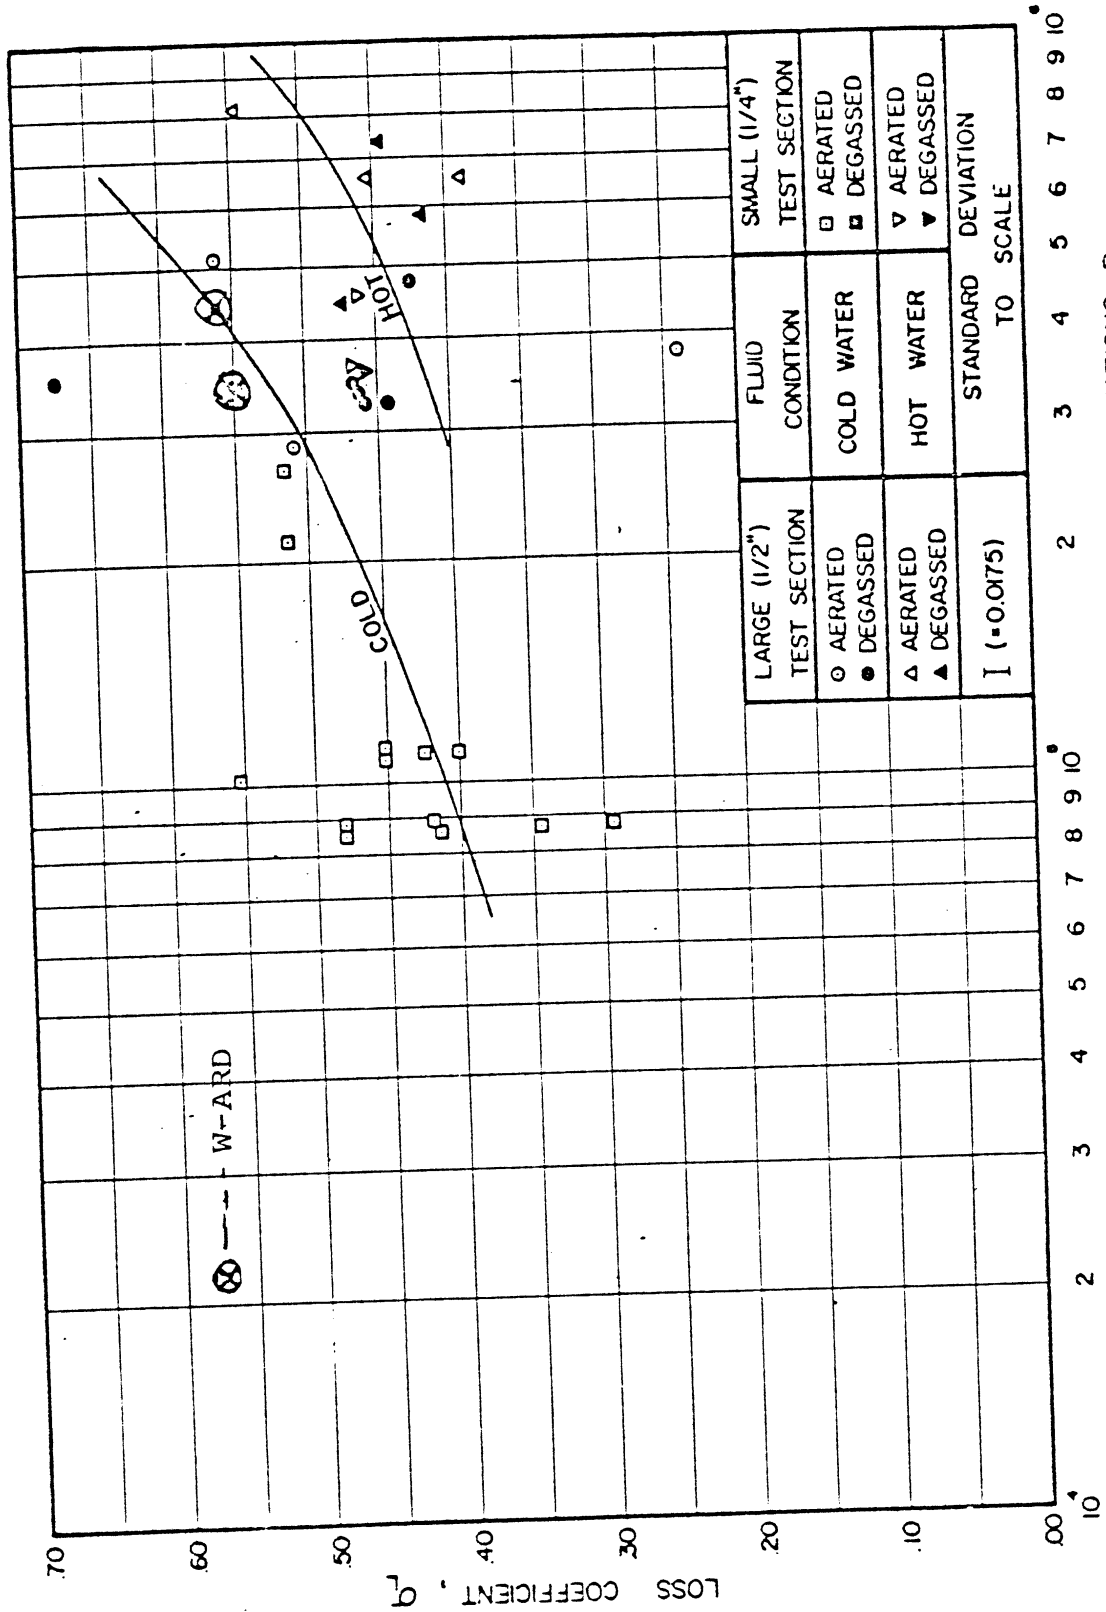 LOSS COEFFICIENT, σL
.70
.60
.50
.40
.30
.20
.10
.00
W-ARD
COLD
HOT
LARGE (1/2") TEST SECTION
FLUID CONDITION
SMALL (1/4") TEST SECTION
AERATED
DEGASSED
COLD WATER
AERATED
DEGASSED
AERATED
DEGASSED
HOT WATER
AERATED
DEGASSED
I (=0.0175)
STANDARD DEVIATION TO SCALE
10⁴ 2 3 4 5 6 7 8 9 10⁵ 2 3 4 5 6 7 8 9 10⁶